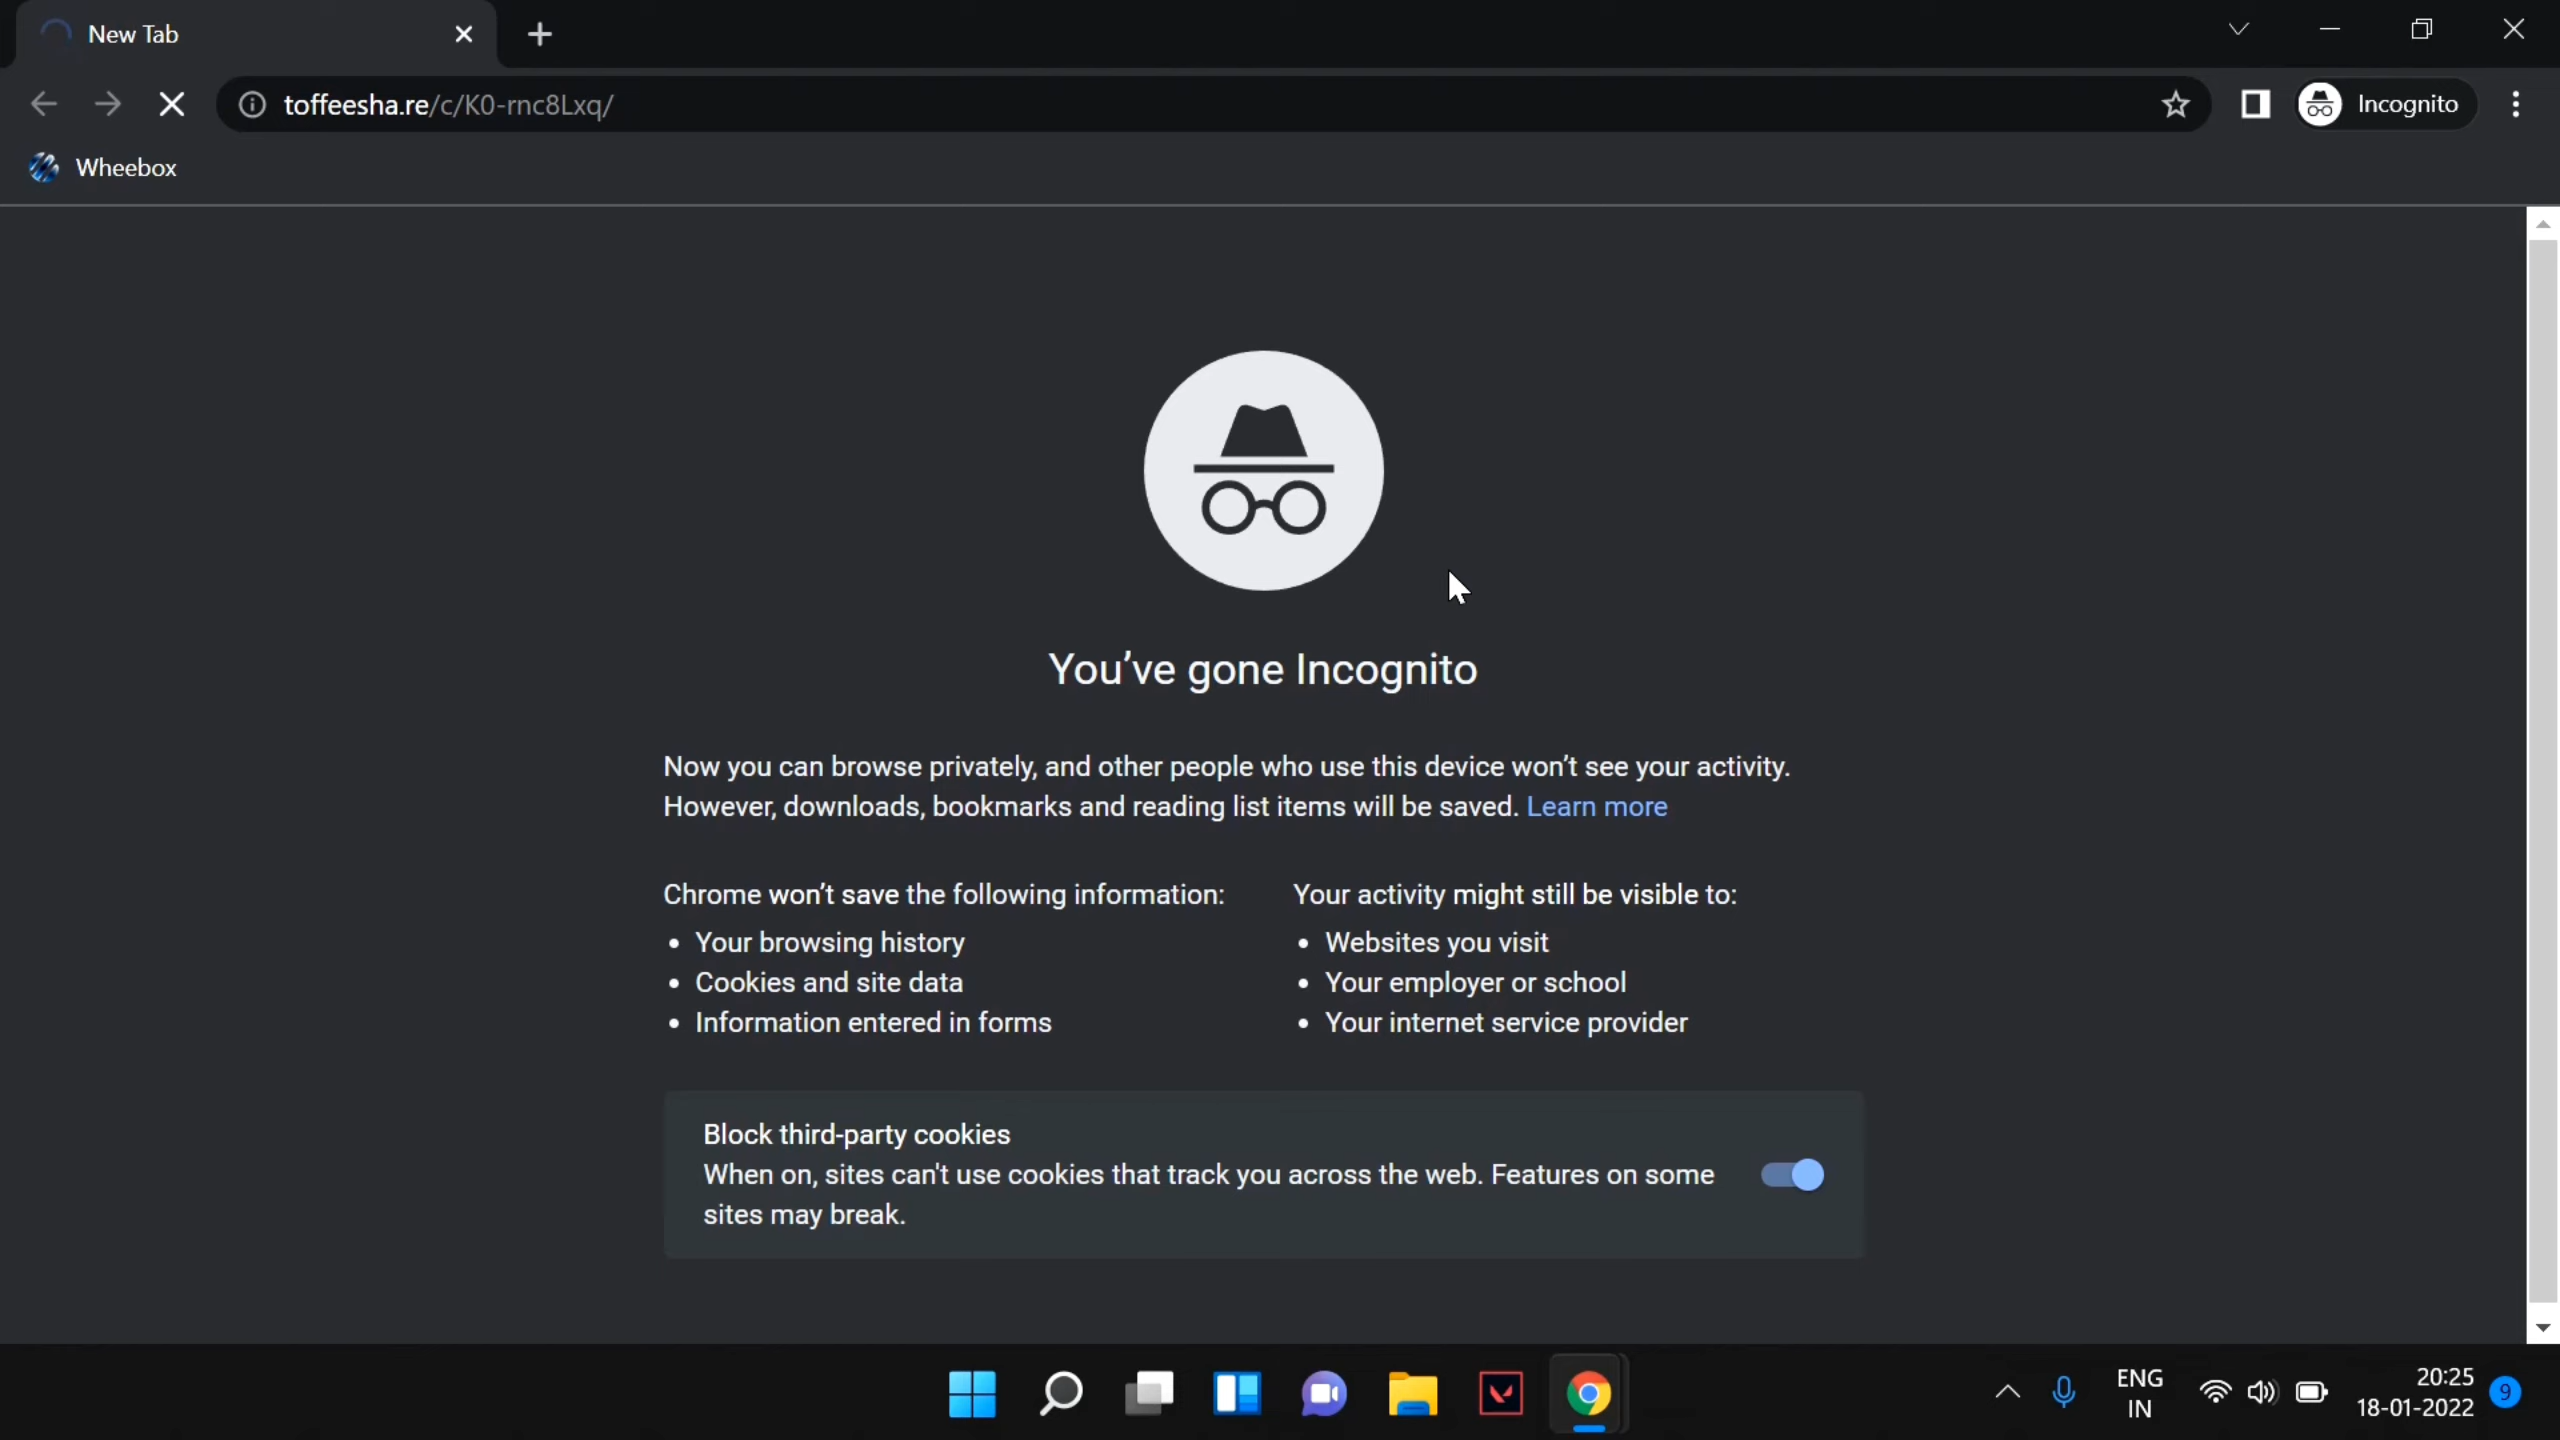 New Tab
toffeesha.re/c/K0-rnc8Lxq/
Incognito
Wheebox
You've gone Incognito
Now you can browse privately, and other people who use this device won't see your activity.
However, downloads, bookmarks and reading list items will be saved. Learn more
Chrome won't save the following information:
Your browsing history
Cookies and site data
Information entered in forms
Your activity might still be visible to:
Websites you visit
Your employer or school
Your internet service provider
Block third-party cookies
When on, sites can't use cookies that track you across the web. Features on some
sites may break.
ENG
IN
20:25
18-01-2022
9